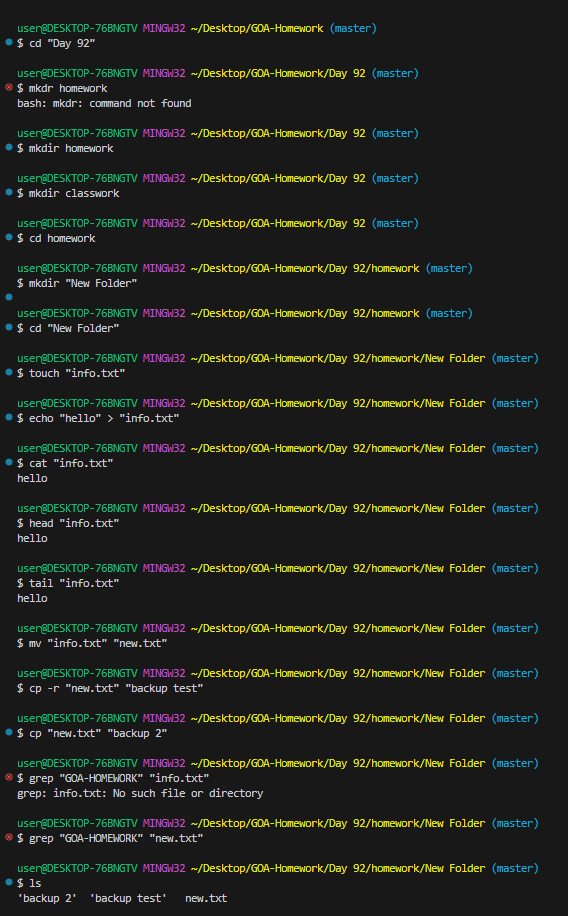 user@DESKTOP-76BNGTV MINGW32 ~/Desktop/GOA-Homework (master)
$ cd "Day 92"
user@DESKTOP-76BNGTV MINGW32 ~/Desktop/GOA-Homework/Day 92 (master)
$ mkdr homework
bash: mkdr: command not found
user@DESKTOP-76BNGTV MINGW32 ~/Desktop/GOA-Homework/Day 92 (master)
$ mkdir homework
user@DESKTOP-76BNGTV MINGW32 ~/Desktop/GOA-Homework/Day 92 (master)
$ mkdir classwork
user@DESKTOP-76BNGTV MINGW32 ~/Desktop/GOA-Homework/Day 92 (master)
$ cd homework
user@DESKTOP-76BNGTV MINGW32 ~/Desktop/GOA-Homework/Day 92/homework (master)
$ mkdir "New Folder"
user@DESKTOP-76BNGTV MINGW32 ~/Desktop/GOA-Homework/Day 92/homework (master)
$ cd "New Folder"
user@DESKTOP-76BNGTV MINGW32 ~/Desktop/GOA-Homework/Day 92/homework/New Folder (master)
$ touch "info.txt"
user@DESKTOP-76BNGTV MINGW32 ~/Desktop/GOA-Homework/Day 92/homework/New Folder (master)
$ echo "hello" > "info.txt"
user@DESKTOP-76BNGTV MINGW32 ~/Desktop/GOA-Homework/Day 92/homework/New Folder (master)
$ cat "info.txt"
hello
user@DESKTOP-76BNGTV MINGW32 ~/Desktop/GOA-Homework/Day 92/homework/New Folder (master)
$ head "info.txt"
hello
user@DESKTOP-76BNGTV MINGW32 ~/Desktop/GOA-Homework/Day 92/homework/New Folder (master)
$ tail "info.txt"
hello
user@DESKTOP-76BNGTV MINGW32 ~/Desktop/GOA-Homework/Day 92/homework/New Folder (master)
$ mv "info.txt" "new.txt"
user@DESKTOP-76BNGTV MINGW32 ~/Desktop/GOA-Homework/Day 92/homework/New Folder (master)
$ cp -r "new.txt" "backup test"
user@DESKTOP-76BNGTV MINGW32 ~/Desktop/GOA-Homework/Day 92/homework/New Folder (master)
$ cp "new.txt" "backup 2"
user@DESKTOP-76BNGTV MINGW32 ~/Desktop/GOA-Homework/Day 92/homework/New Folder (master)
$ grep "GOA-HOMEWORK" "info.txt"
grep: info.txt: No such file or directory
user@DESKTOP-76BNGTV MINGW32 ~/Desktop/GOA-Homework/Day 92/homework/New Folder (master)
$ grep "GOA-HOMEWORK" "new.txt"
user@DESKTOP-76BNGTV MINGW32 ~/Desktop/GOA-Homework/Day 92/homework/New Folder (master)
$ ls
'backup 2'  'backup test'   new.txt